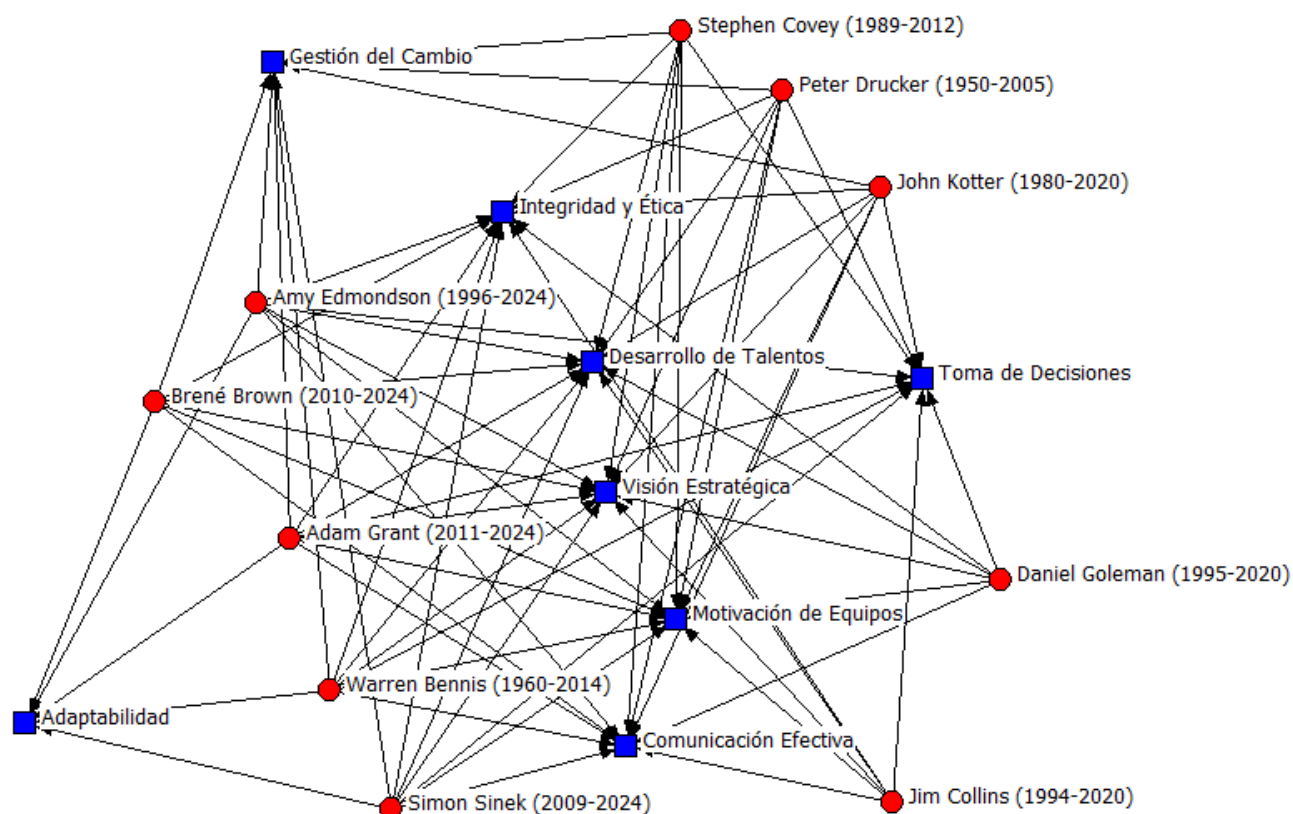 Stephen Covey (1989-2012)
Gestión del Cambio
Peter Drucker (1950-2005)
John Kotter (1980-2020)
Integridad y Ética
Amy Edmondson (1996-2024)
Desarrollo de Talentos
Toma de Decisiones
Brené Brown (2010-2024)
Visión Estratégica
Adam Grant (2011-2024)
Daniel Goleman (1995-2020)
Motivación de Equipos
Warren Bennis (1960-2014)
Adaptabilidad
Comunicación Efectiva
Jim Collins (1994-2020)
Simon Sinek (2009-2024)